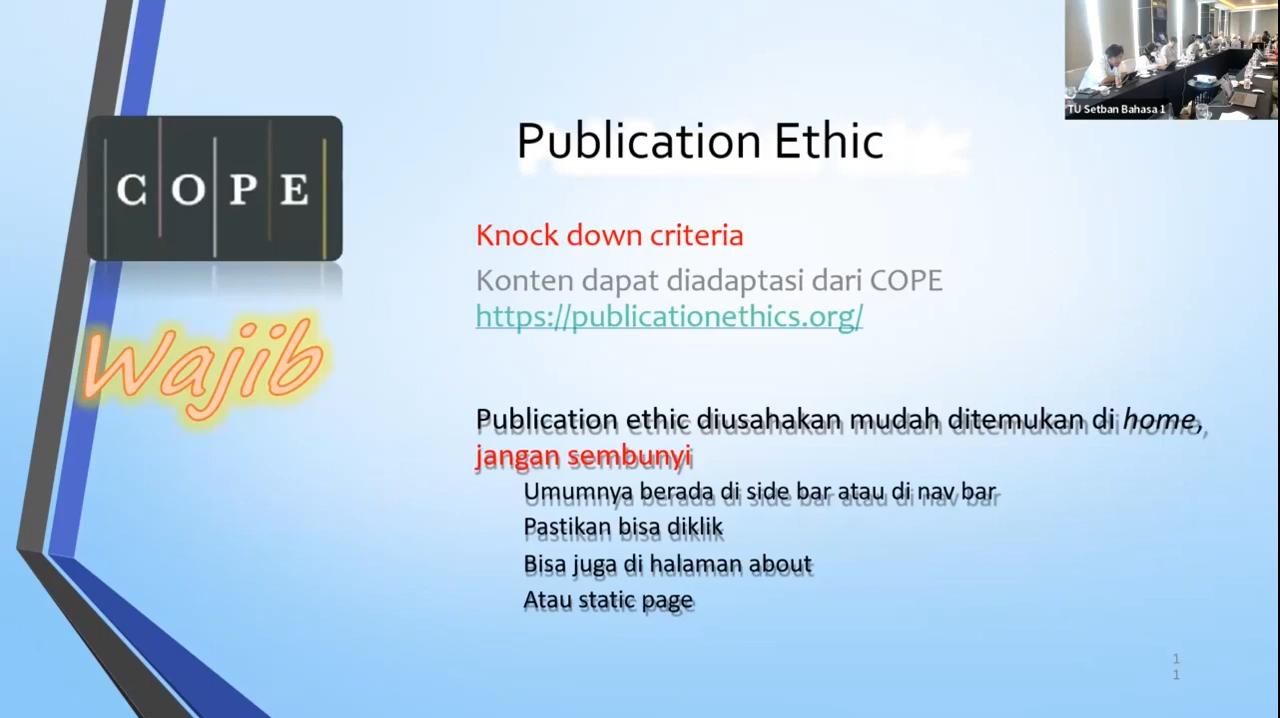 TU Setban Bahasa 1
COPE
Publication Ethic
Knock down criteria
Konten dapat diadaptasi dari COPE
https://publicationethics.org/
Wajib
Publication ethic diusahakan mudah ditemukan di home,
jangan sembunyi
Umumnya berada di side bar atau di nav bar
Pastikan bisa diklik
Bisa juga di halaman about
Atau static page
1
1